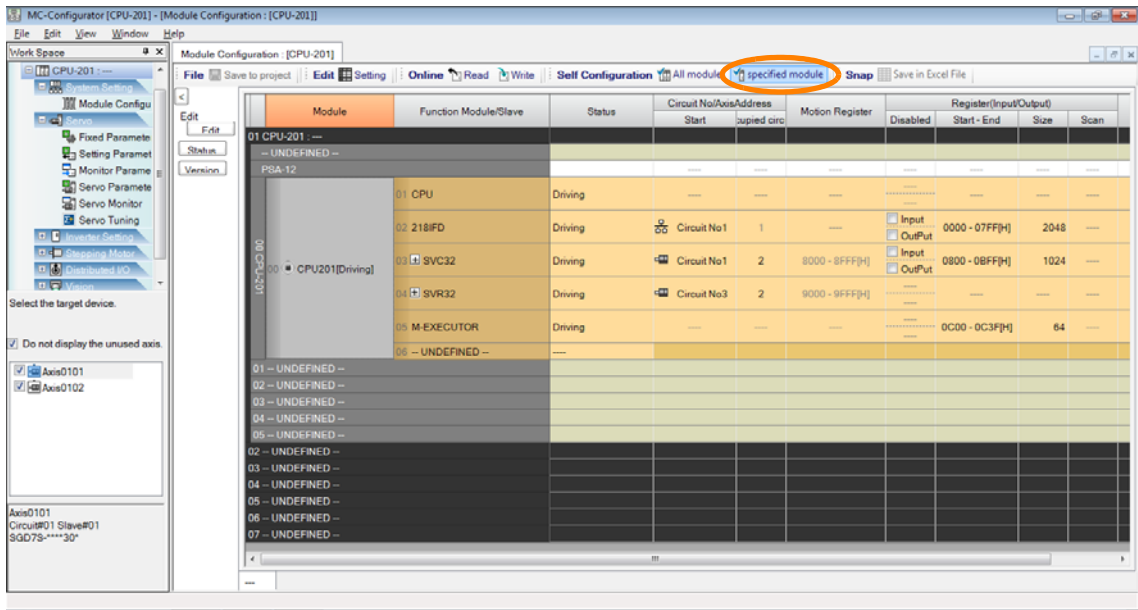 MC-Configurator [CPU-201] - [Module Configuration : [CPU-201]]
File Edit View Window Help
Work Space
CPU-201 : ---
System Setting
Module Configu
Servo
Fixed Paramete
Setting Paramet
Monitor Parame
Servo Paramete
Servo Monitor
Servo Tuning
Inverter Setting
Stepping Motor
Distributed I/O
Vision
Select the target device.
Do not display the unused axis.
Axis0101
Axis0102
Axis0101
Circuit#01 Slave#01
SGD7S-****30*
Module Configuration : [CPU-201]
File Save to project Edit Setting Online Read Write Self Configuration All module specified module Snap Save in Excel File
<
Edit
Edit
Status
Version
Module Function Module/Slave Status Circuit No/AxisAddress Motion Register Register(Input/Output)
Start cupied circ Disabled Start - End Size Scan
01 CPU-201 : ---
-- UNDEFINED --
PSA-12 ---- ---- ---- ---- ---- ---- ----
00 CPU-201
00 CPU201[Driving]
01 CPU Driving ---- ---- ---- ---- ---- ---- ---- ----
02 218IFD Driving Circuit No1 1 ---- Input OutPut 0000 - 07FF[H] 2048 ----
03 + SVC32 Driving Circuit No1 2 8000 - 8FFF[H] Input OutPut 0800 - 0BFF[H] 1024 ----
04 + SVR32 Driving Circuit No3 2 9000 - 9FFF[H] ---- ---- ---- ---- ----
05 M-EXECUTOR Driving ---- ---- ---- ---- ---- 0C00 - 0C3F[H] 64 ----
06 -- UNDEFINED -- ----
01 -- UNDEFINED --
02 -- UNDEFINED --
03 -- UNDEFINED --
04 -- UNDEFINED --
05 -- UNDEFINED --
02 -- UNDEFINED --
03 -- UNDEFINED --
04 -- UNDEFINED --
05 -- UNDEFINED --
06 -- UNDEFINED --
07 -- UNDEFINED --
---